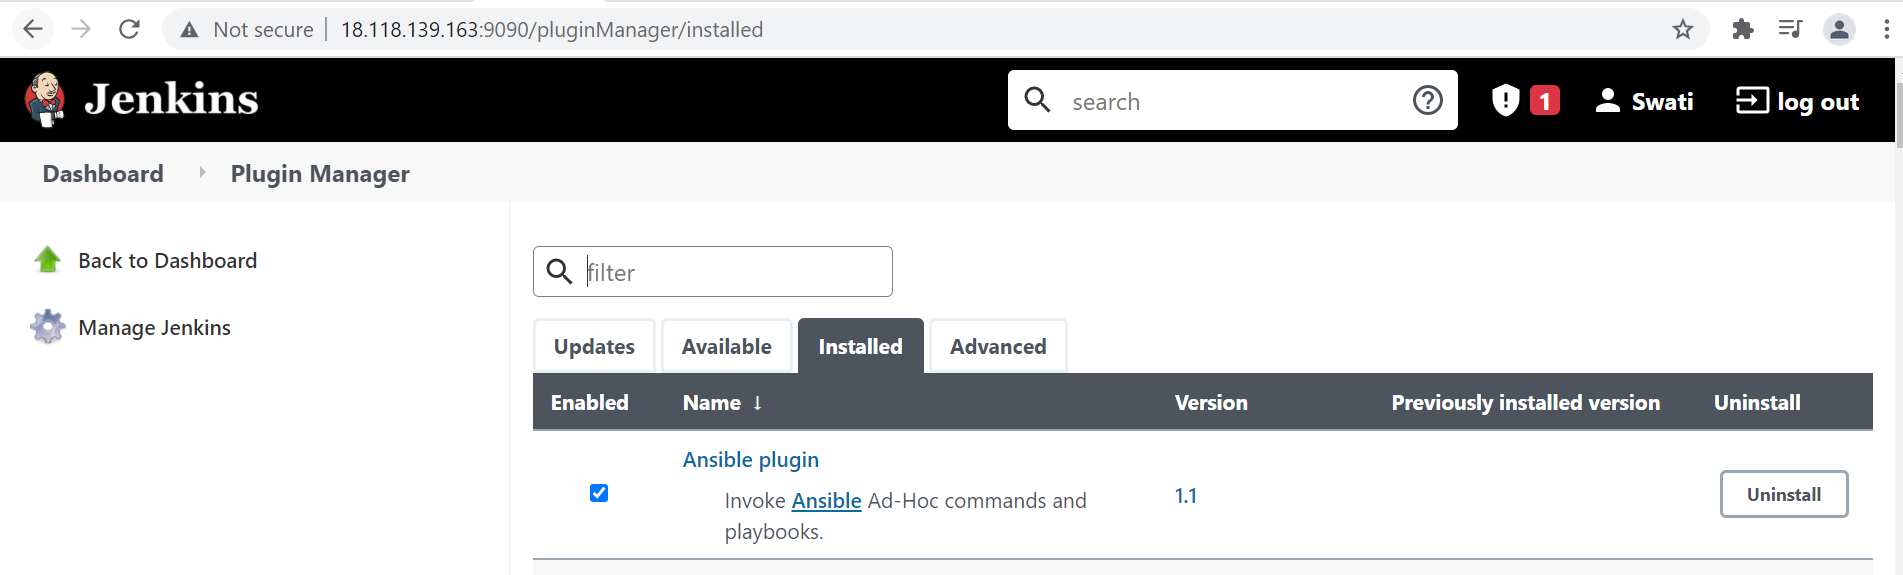 Not secure | 18.118.139.163:9090/pluginManager/installed
Jenkins
search
1
Swati
log out
Dashboard
Plugin Manager
Back to Dashboard
Manage Jenkins
filter
Updates Available Installed Advanced
Enabled Name ↓ Version Previously installed version Uninstall
Ansible plugin
Invoke Ansible Ad-Hoc commands and
playbooks.
1.1
Uninstall